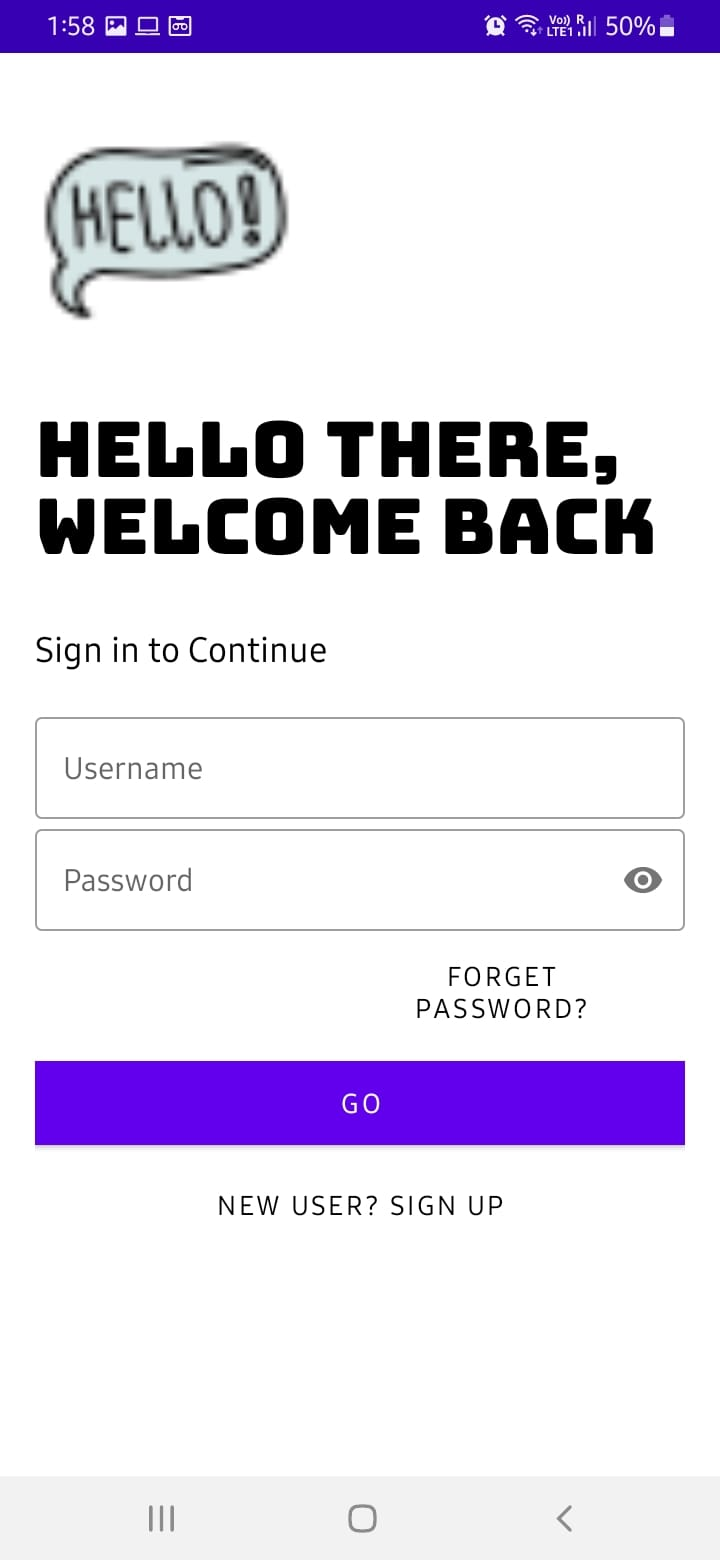 1:58
Vo)) R
LTE1
50%
HELLO!
HELLO THERE,
WELCOME BACK
Sign in to Continue
Username
Password
FORGET
PASSWORD?
GO
NEW USER? SIGN UP